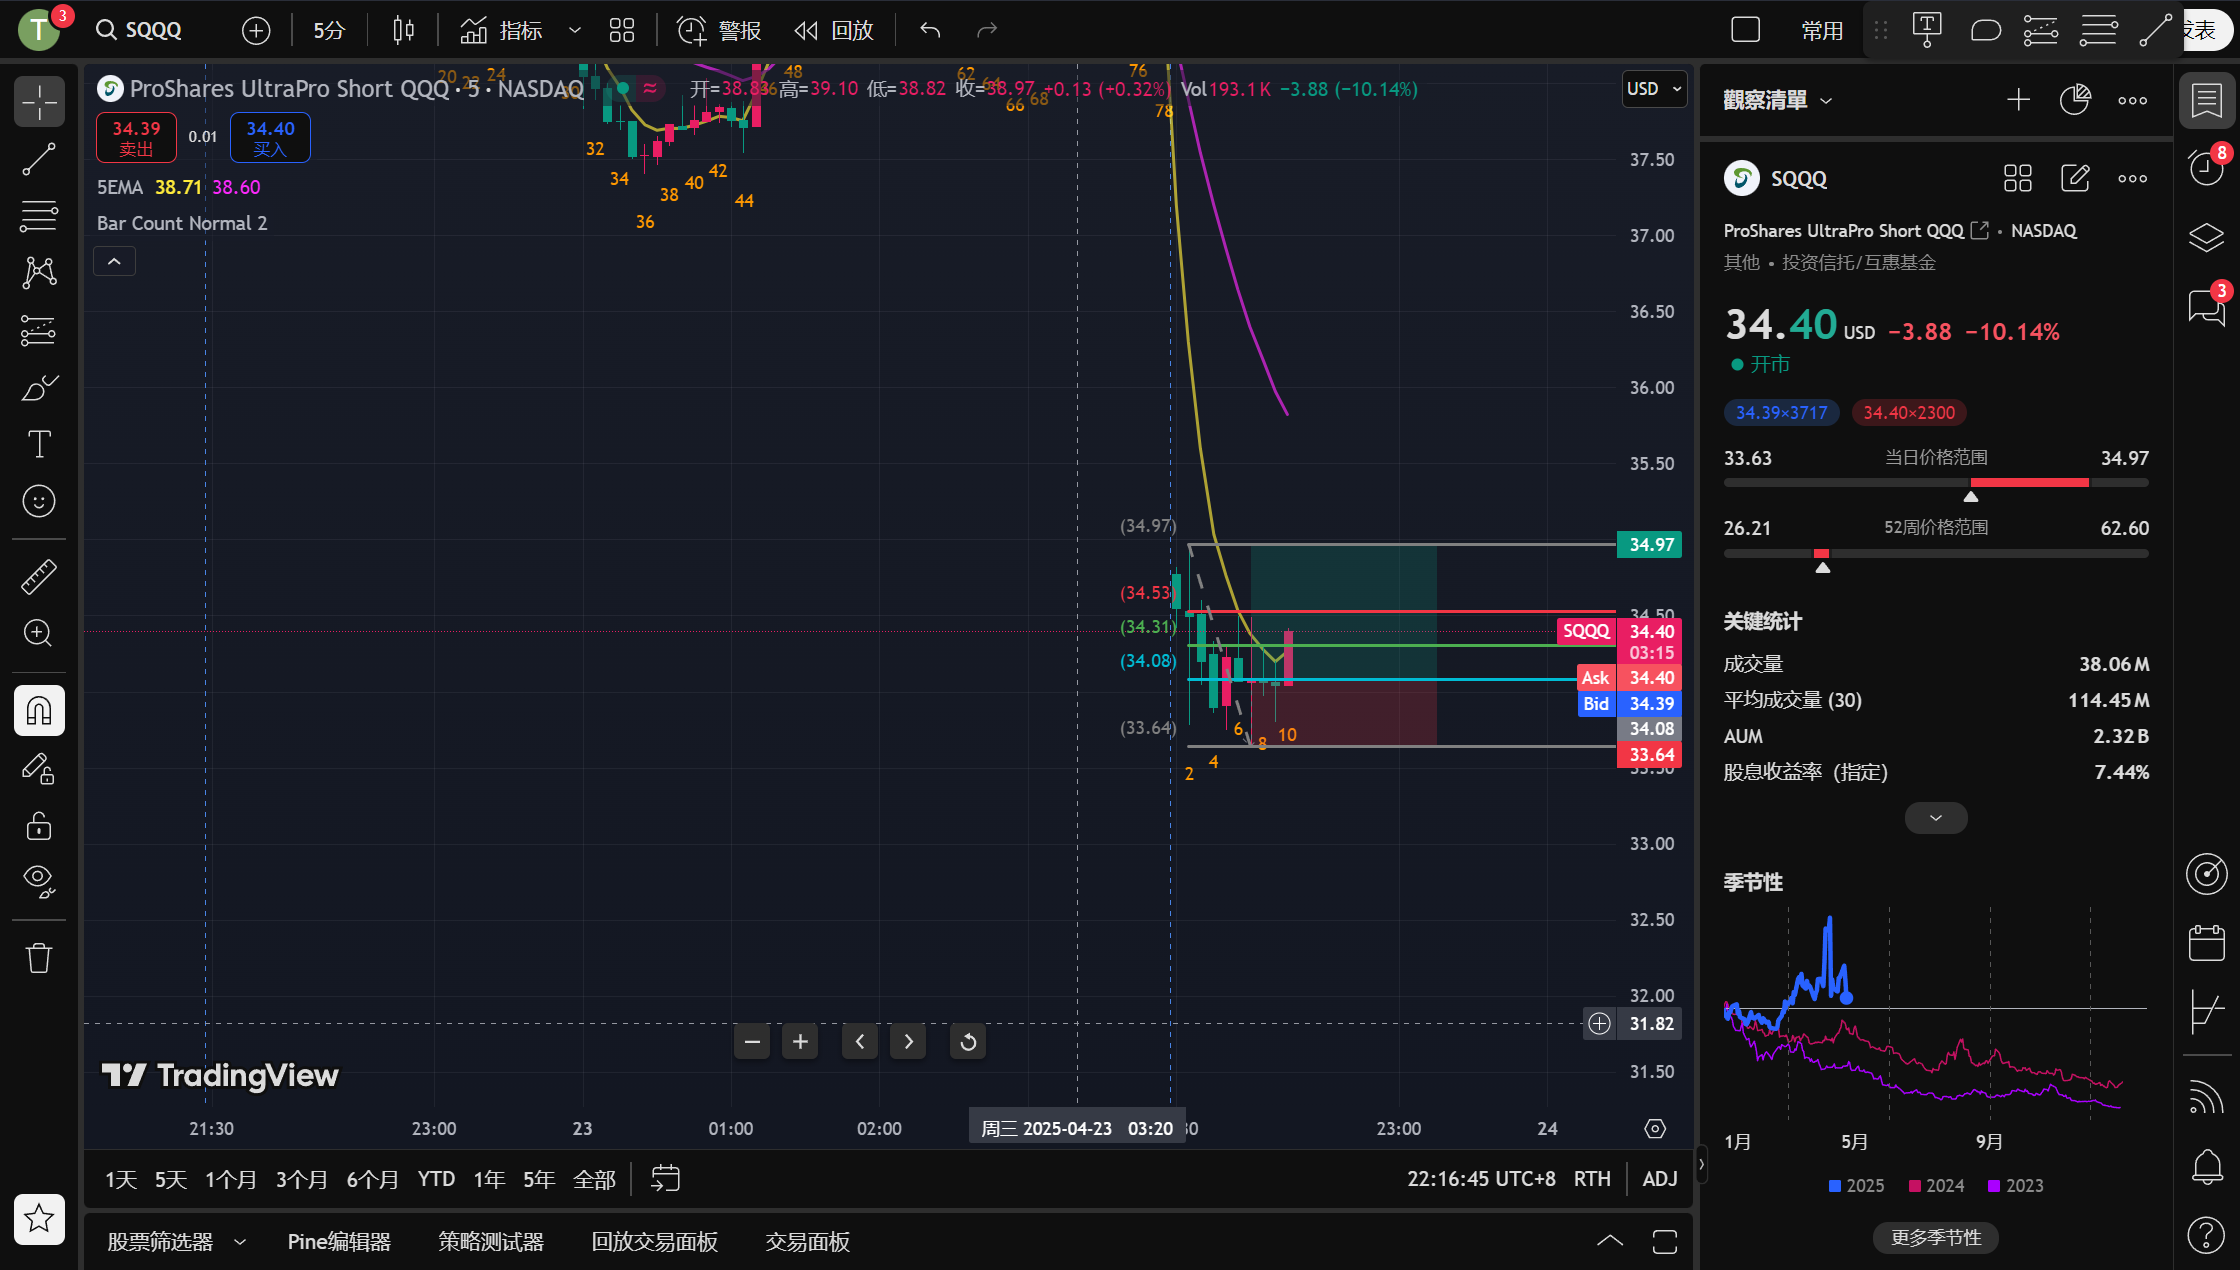 T
3
SQQQ
5分
指标
警报
回放
常用
发表
ProShares UltraPro Short QQQ · 5 · NASDAQ
开=38.84 高=39.10 低=38.82 收=38.97 +0.13 (+0.32%) Vol193.1 K −3.88 (−10.14%)
34.39
卖出
0.01
34.40
买入
5EMA 38.71 38.60
Bar Count Normal 2
20 22 24
32
34
36
38
40
42
44
48
62
64
66
68
76
78
USD
37.50
37.00
36.50
36.00
35.50
34.97
34.50
SQQQ 34.40
03:15
Ask 34.40
Bid 34.39
34.08
33.64
33.50
33.00
32.50
32.00
31.82
31.50
(34.97)
(34.53)
(34.31)
(34.08)
(33.64)
2
4
6
8
10
TradingView
21:30
23:00
23
01:00
02:00
周三 2025-04-23 03:20
23:00
24
1天 5天 1个月 3个月 6个月 YTD 1年 5年 全部
22:16:45 UTC+8 RTH ADJ
股票筛选器 Pine编辑器 策略测试器 回放交易面板 交易面板
觀察清單
SQQQ
ProShares UltraPro Short QQQ • NASDAQ
其他 • 投资信托/互惠基金
34.40 USD −3.88 −10.14%
开市
34.39×3717 34.40×2300
33.63 当日价格范围 34.97
26.21 52周价格范围 62.60
关键统计
成交量 38.06 M
平均成交量 (30) 114.45 M
AUM 2.32 B
股息收益率 (指定) 7.44%
季节性
1月 5月 9月
2025 2024 2023
更多季节性
8
3